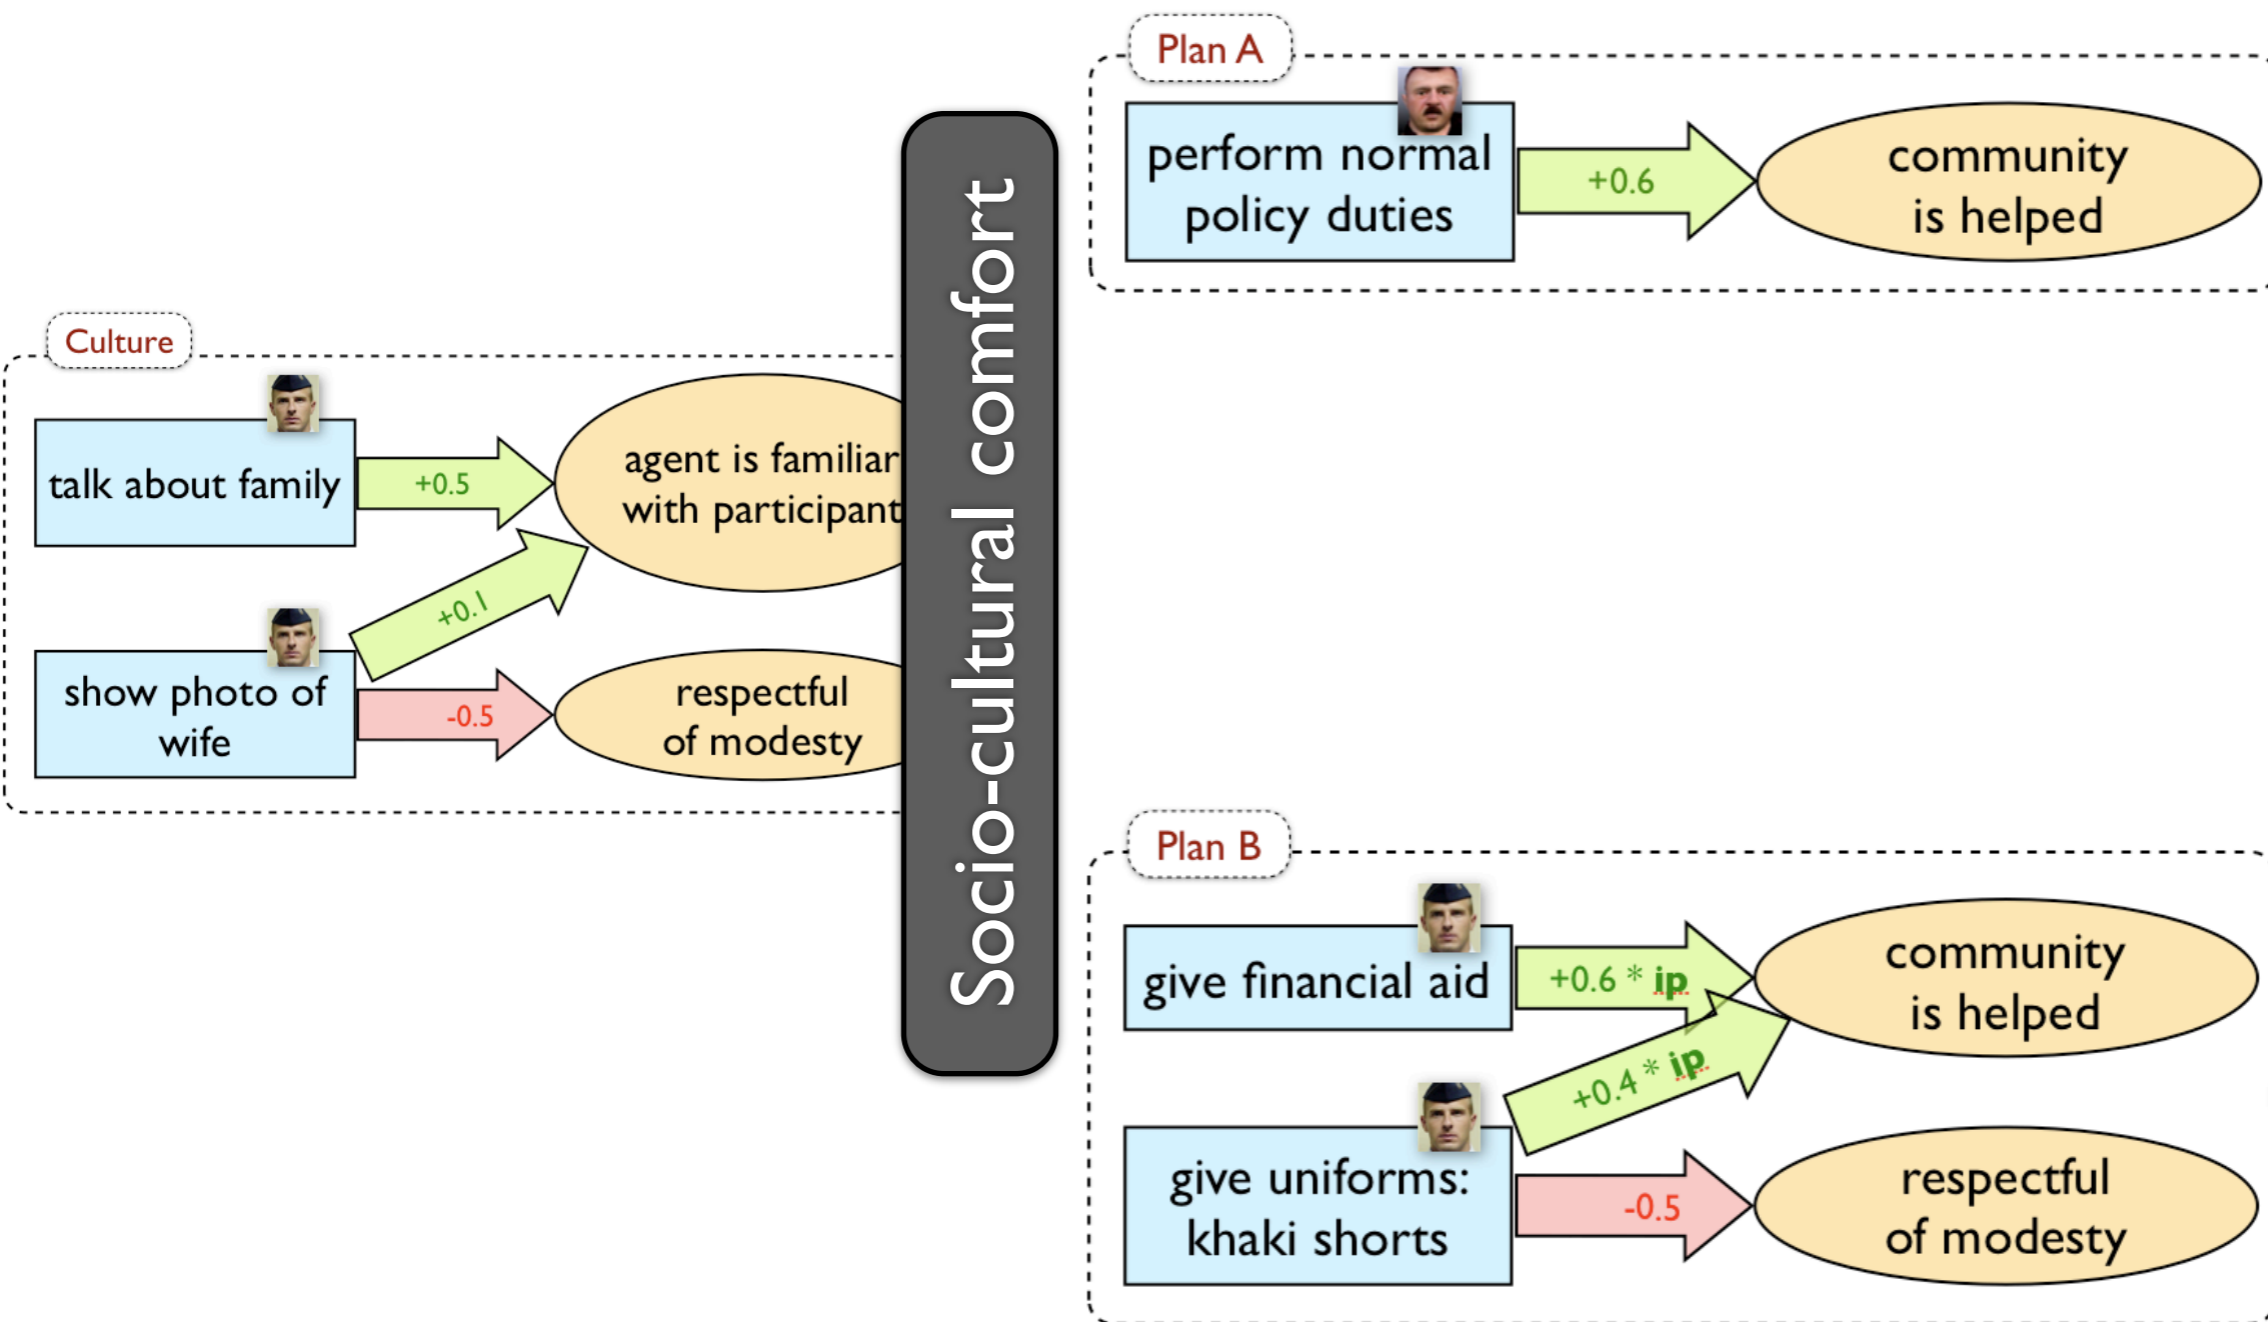 Plan A
perform normal
policy duties
+0.6
community
is helped
Culture
talk about family
+0.5
agent is familiar
with participant
+0.1
show photo of
wife
-0.5
respectful
of modesty
Socio-cultural comfort
Plan B
give financial aid
+0.6 * ip
community
is helped
+0.4 * ip
give uniforms:
khaki shorts
-0.5
respectful
of modesty